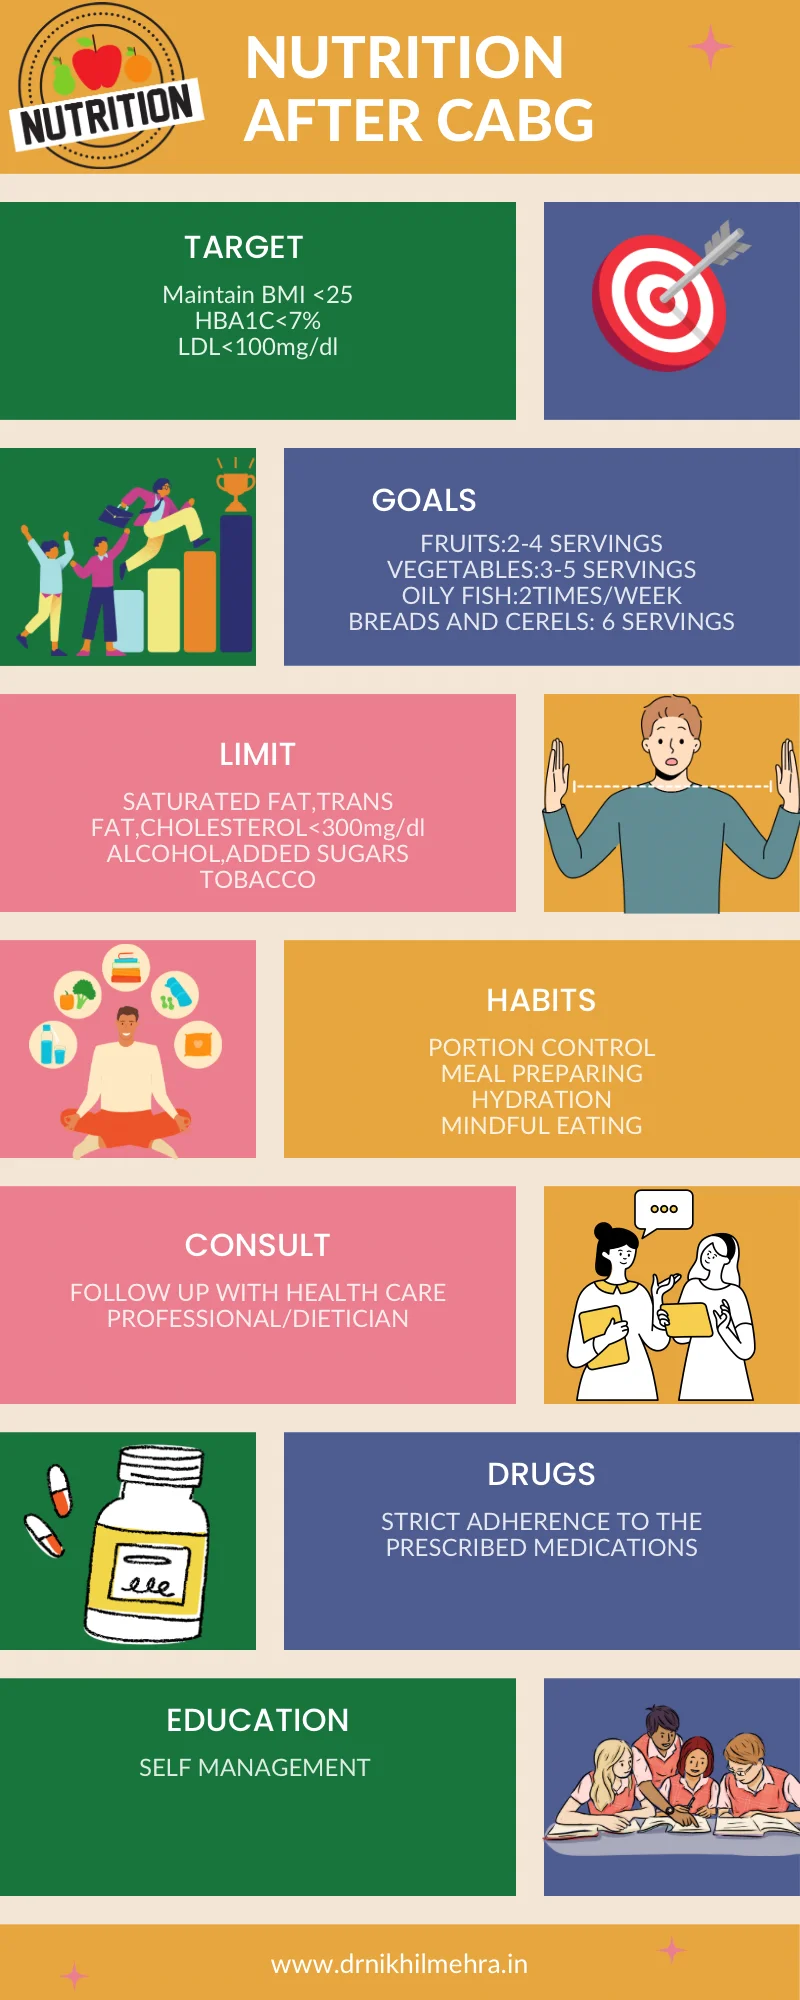 NUTRITION
NUTRITION
AFTER CABG
TARGET
Maintain BMI <25
HBA1C<7%
LDL<100mg/dl
GOALS
FRUITS:2-4 SERVINGS
VEGETABLES:3-5 SERVINGS
OILY FISH:2TIMES/WEEK
BREADS AND CERELS: 6 SERVINGS
LIMIT
SATURATED FAT,TRANS
FAT,CHOLESTEROL<300mg/dl
ALCOHOL,ADDED SUGARS
TOBACCO
HABITS
PORTION CONTROL
MEAL PREPARING
HYDRATION
MINDFUL EATING
CONSULT
FOLLOW UP WITH HEALTH CARE
PROFESSIONAL/DIETICIAN
DRUGS
STRICT ADHERENCE TO THE
PRESCRIBED MEDICATIONS
EDUCATION
SELF MANAGEMENT
www.drnikhilmehra.in